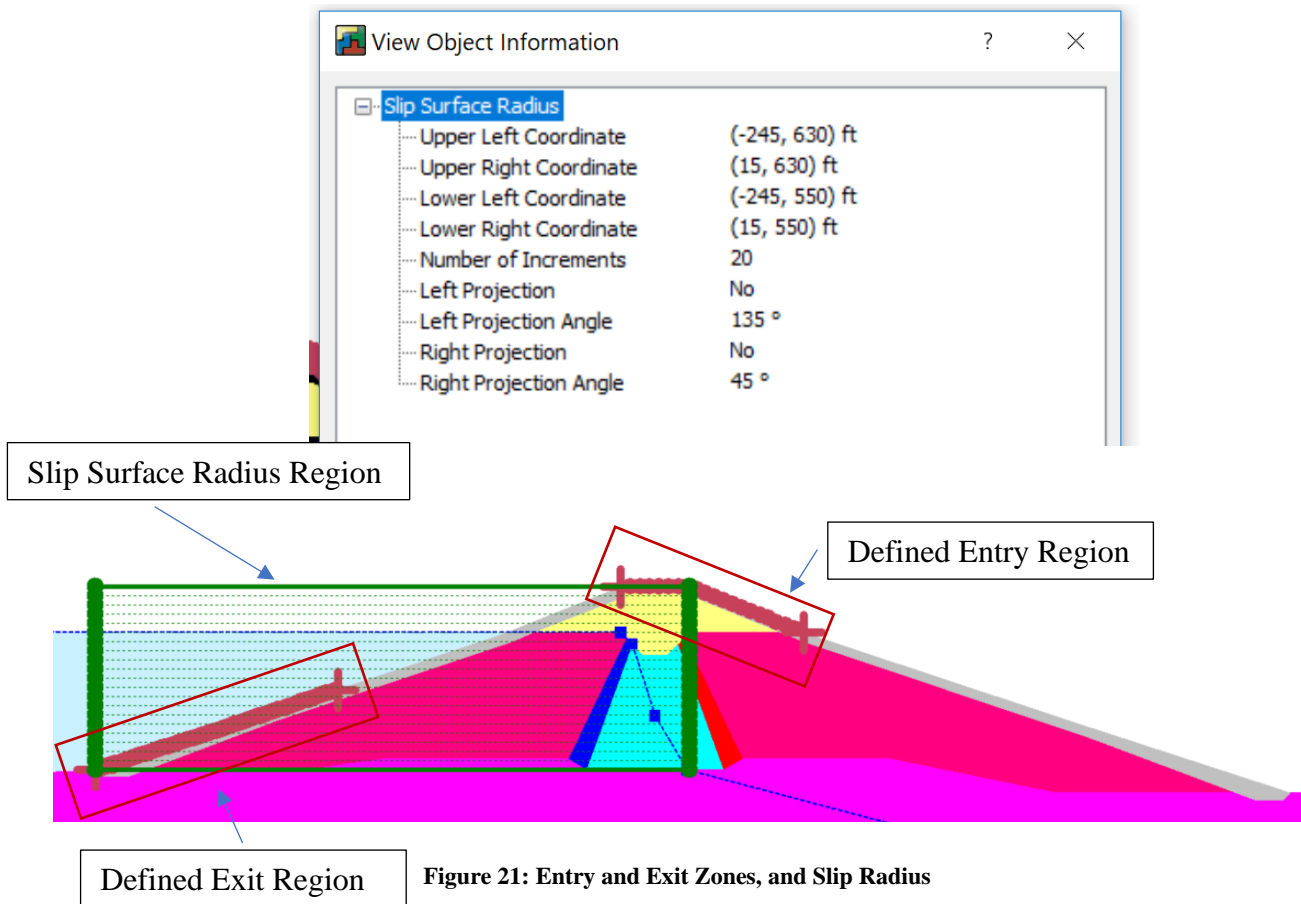 View Object Information ? ×
Slip Surface Radius
Upper Left Coordinate (-245, 630) ft
Upper Right Coordinate (15, 630) ft
Lower Left Coordinate (-245, 550) ft
Lower Right Coordinate (15, 550) ft
Number of Increments 20
Left Projection No
Left Projection Angle 135 °
Right Projection No
Right Projection Angle 45 °
Slip Surface Radius Region
Defined Entry Region
Defined Exit Region
Figure 21: Entry and Exit Zones, and Slip Radius